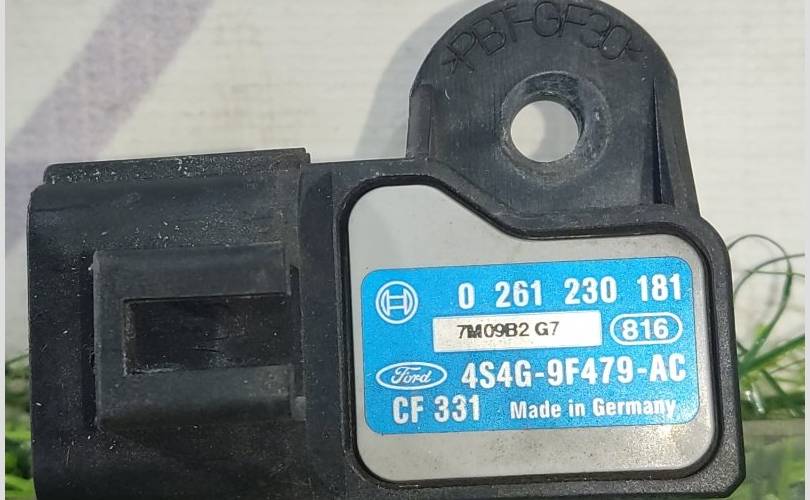 >PBT-GF30<
0 261 230 181
7M09B2 G7
816
Ford 4S4G-9F479-AC
CF 331 Made in Germany